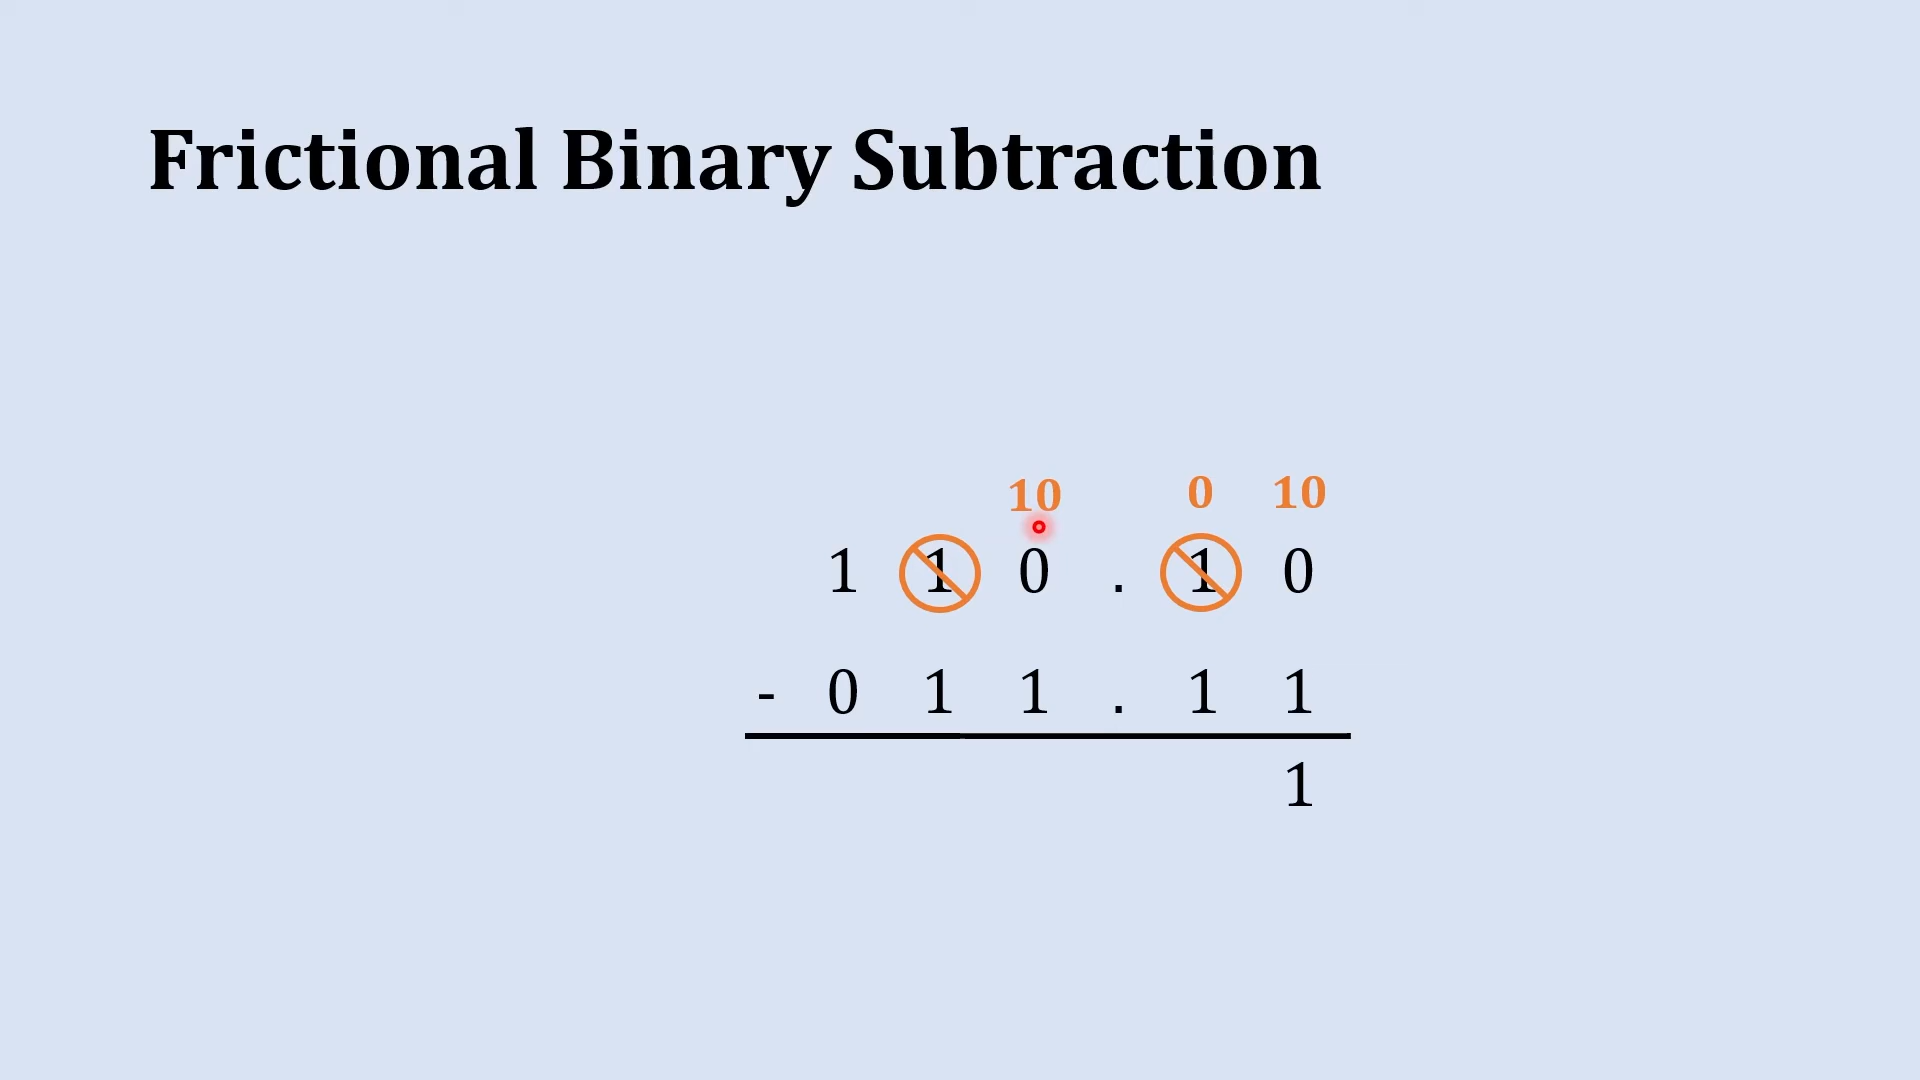 Frictional Binary Subtraction
10 0 10
1 1 0 . 1 0
- 0 1 1 . 1 1
1